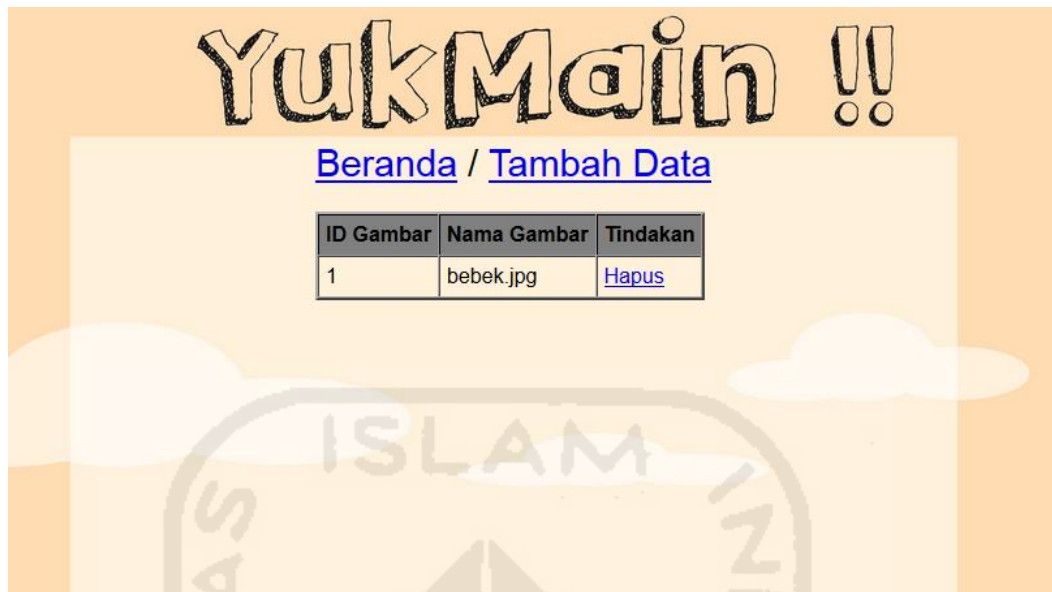 YukMain !!
Beranda / Tambah Data
ID Gambar Nama Gambar Tindakan
1 bebek.jpg Hapus
ISLAM